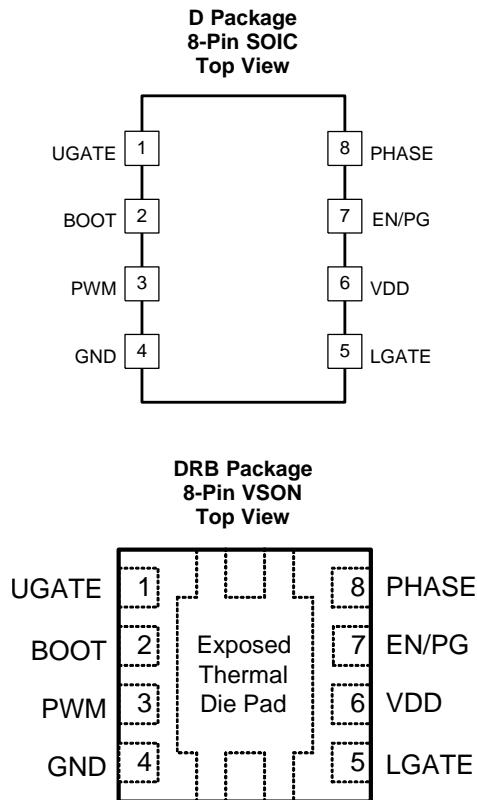 D Package
8-Pin SOIC
Top View
UGATE 1 8 PHASE
BOOT 2 7 EN/PG
PWM 3 6 VDD
GND 4 5 LGATE
DRB Package
8-Pin VSON
Top View
UGATE 1 8 PHASE
BOOT 2 Exposed 7 EN/PG
Thermal
PWM 3 Die Pad 6 VDD
GND 4 5 LGATE